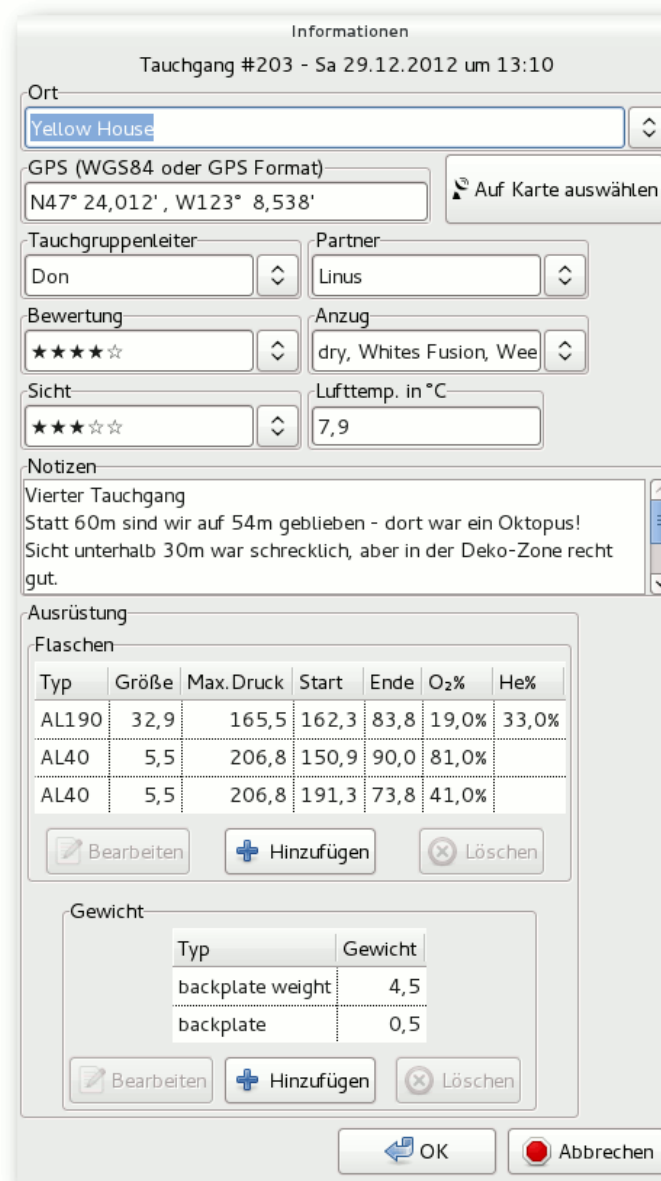 Informationen
Tauchgang #203 - Sa 29.12.2012 um 13:10
Ort
Yellow House
GPS (WGS84 oder GPS Format)
N47° 24,012' , W123°  8,538'
Auf Karte auswählen
Tauchgruppenleiter Partner
Don Linus
Bewertung Anzug
★★★★☆ dry, Whites Fusion, Wee
Sicht Lufttemp. in °C
★★★☆☆ 7,9
Notizen
Vierter Tauchgang
Statt 60m sind wir auf 54m geblieben - dort war ein Oktopus!
Sicht unterhalb 30m war schrecklich, aber in der Deko-Zone recht
gut.
Ausrüstung
Flaschen
Typ Größe Max.Druck Start Ende O₂% He%
AL190 32,9 165,5 162,3 83,8 19,0% 33,0%
AL40 5,5 206,8 150,9 90,0 81,0%
AL40 5,5 206,8 191,3 73,8 41,0%
Bearbeiten Hinzufügen Löschen
Gewicht
Typ Gewicht
backplate weight 4,5
backplate 0,5
Bearbeiten Hinzufügen Löschen
OK Abbrechen